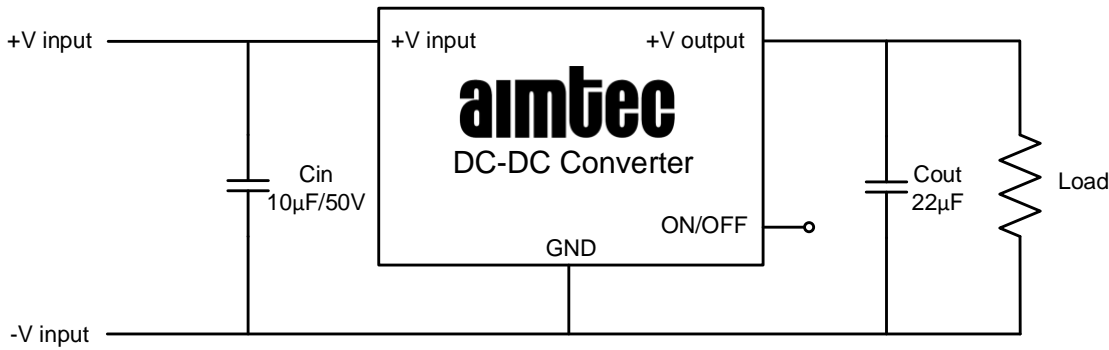 +V input
+V input
+V output
aimtec
DC-DC Converter
Cin
10µF/50V
Cout
22µF
Load
ON/OFF
GND
-V input